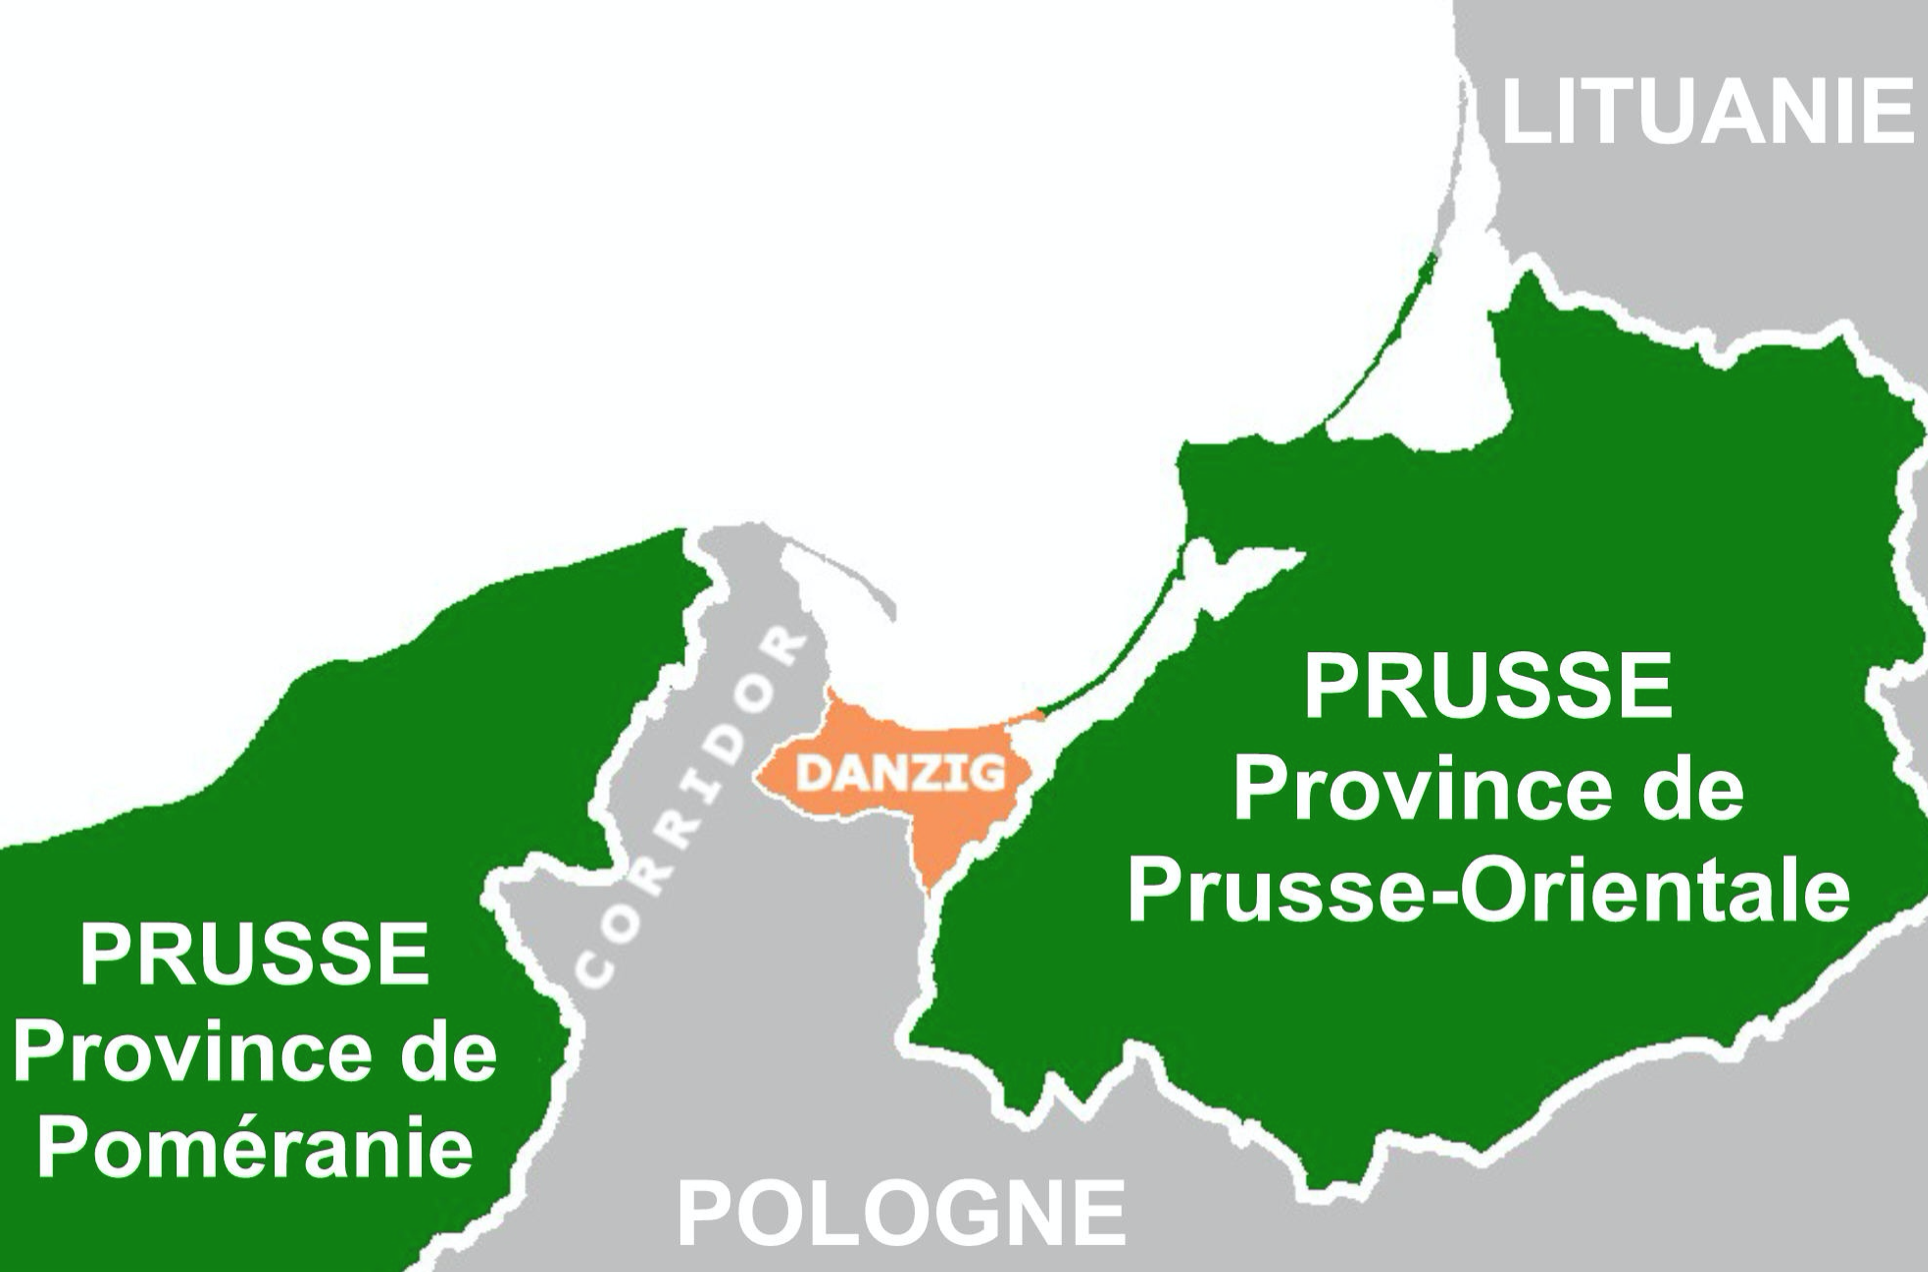 LITUANIE
CORRIDOR
DANZIG
PRUSSE
Province de
Prusse-Orientale
PRUSSE
Province de
Poméranie
POLOGNE